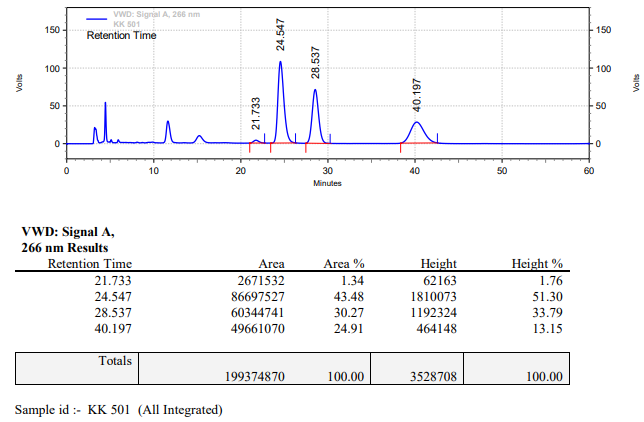 VWD: Signal A, 266 nm
KK 501
Retention Time
150
100
50
0
Volts
21.733
24.547
28.537
40.197
150
100
50
0
Volts
0 10 20 30 40 50 60
Minutes
VWD: Signal A,
266 nm Results
Retention Time Area Area % Height Height %
21.733 2671532 1.34 62163 1.76
24.547 86697527 43.48 1810073 51.30
28.537 60344741 30.27 1192324 33.79
40.197 49661070 24.91 464148 13.15
Totals
199374870 100.00 3528708 100.00
Sample id :- KK 501 (All Integrated)